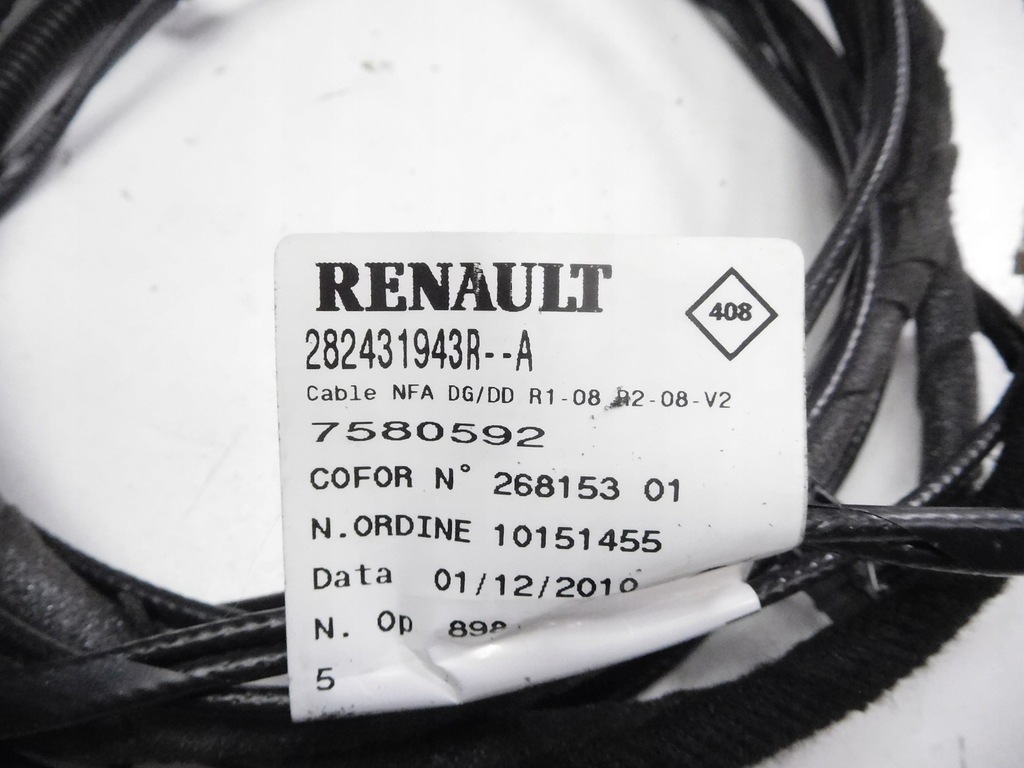 RENAULT
408
282431943R--A
Cable NFA DG/DD R1-08 R2-08-V2
7580592
COFOR N° 268153 01
N.ORDINE 10151455
Data 01/12/2010
N. Op
5